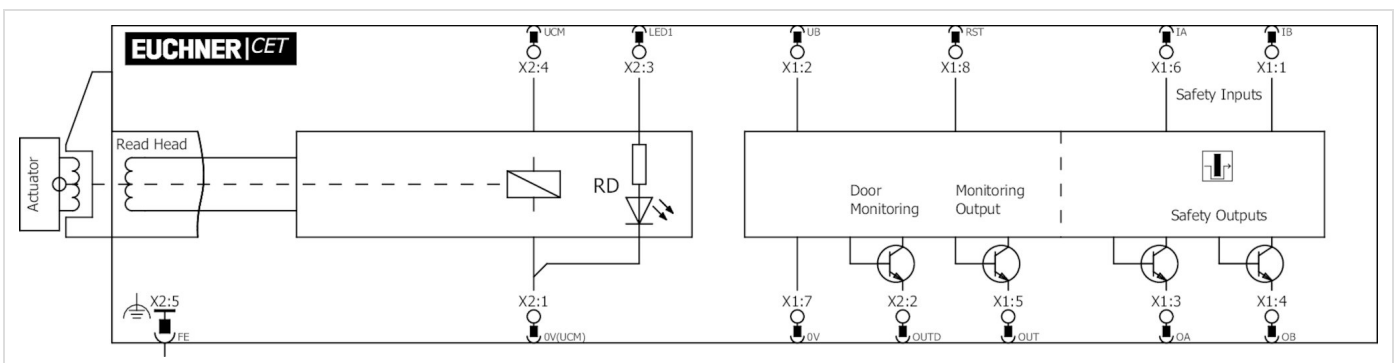 EUCHNER CET
UCM
LED1
UB
RST
IA
IB
X2:4
X2:3
X1:2
X1:8
X1:6
X1:1
Safety Inputs
Read Head
Actuator
RD
Door
Monitoring
Monitoring
Output
Safety Outputs
X2:5
X2:1
X1:7
X2:2
X1:5
X1:3
X1:4
FE
0V(UCM)
0V
OUTD
OUT
OA
OB